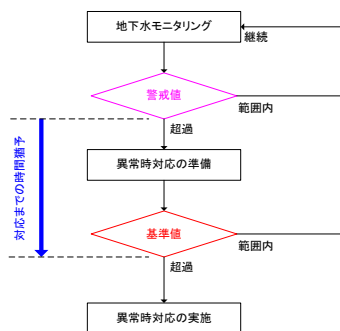 地下水モニタリング
継続
警戒値
範囲内
超過
対応までの時間猶予
異常時対応の準備
基準値
範囲内
超過
異常時対応の実施